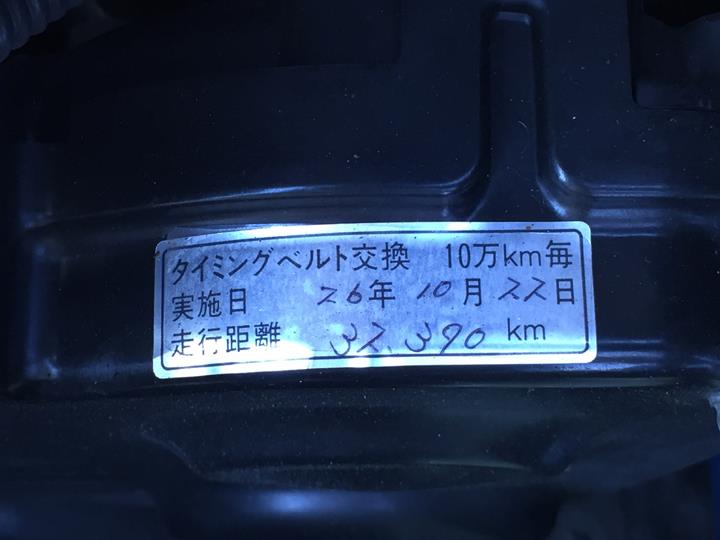 タイミングベルト交換 10万km毎
実施日 26年 10月 22日
走行距離 37,390 km